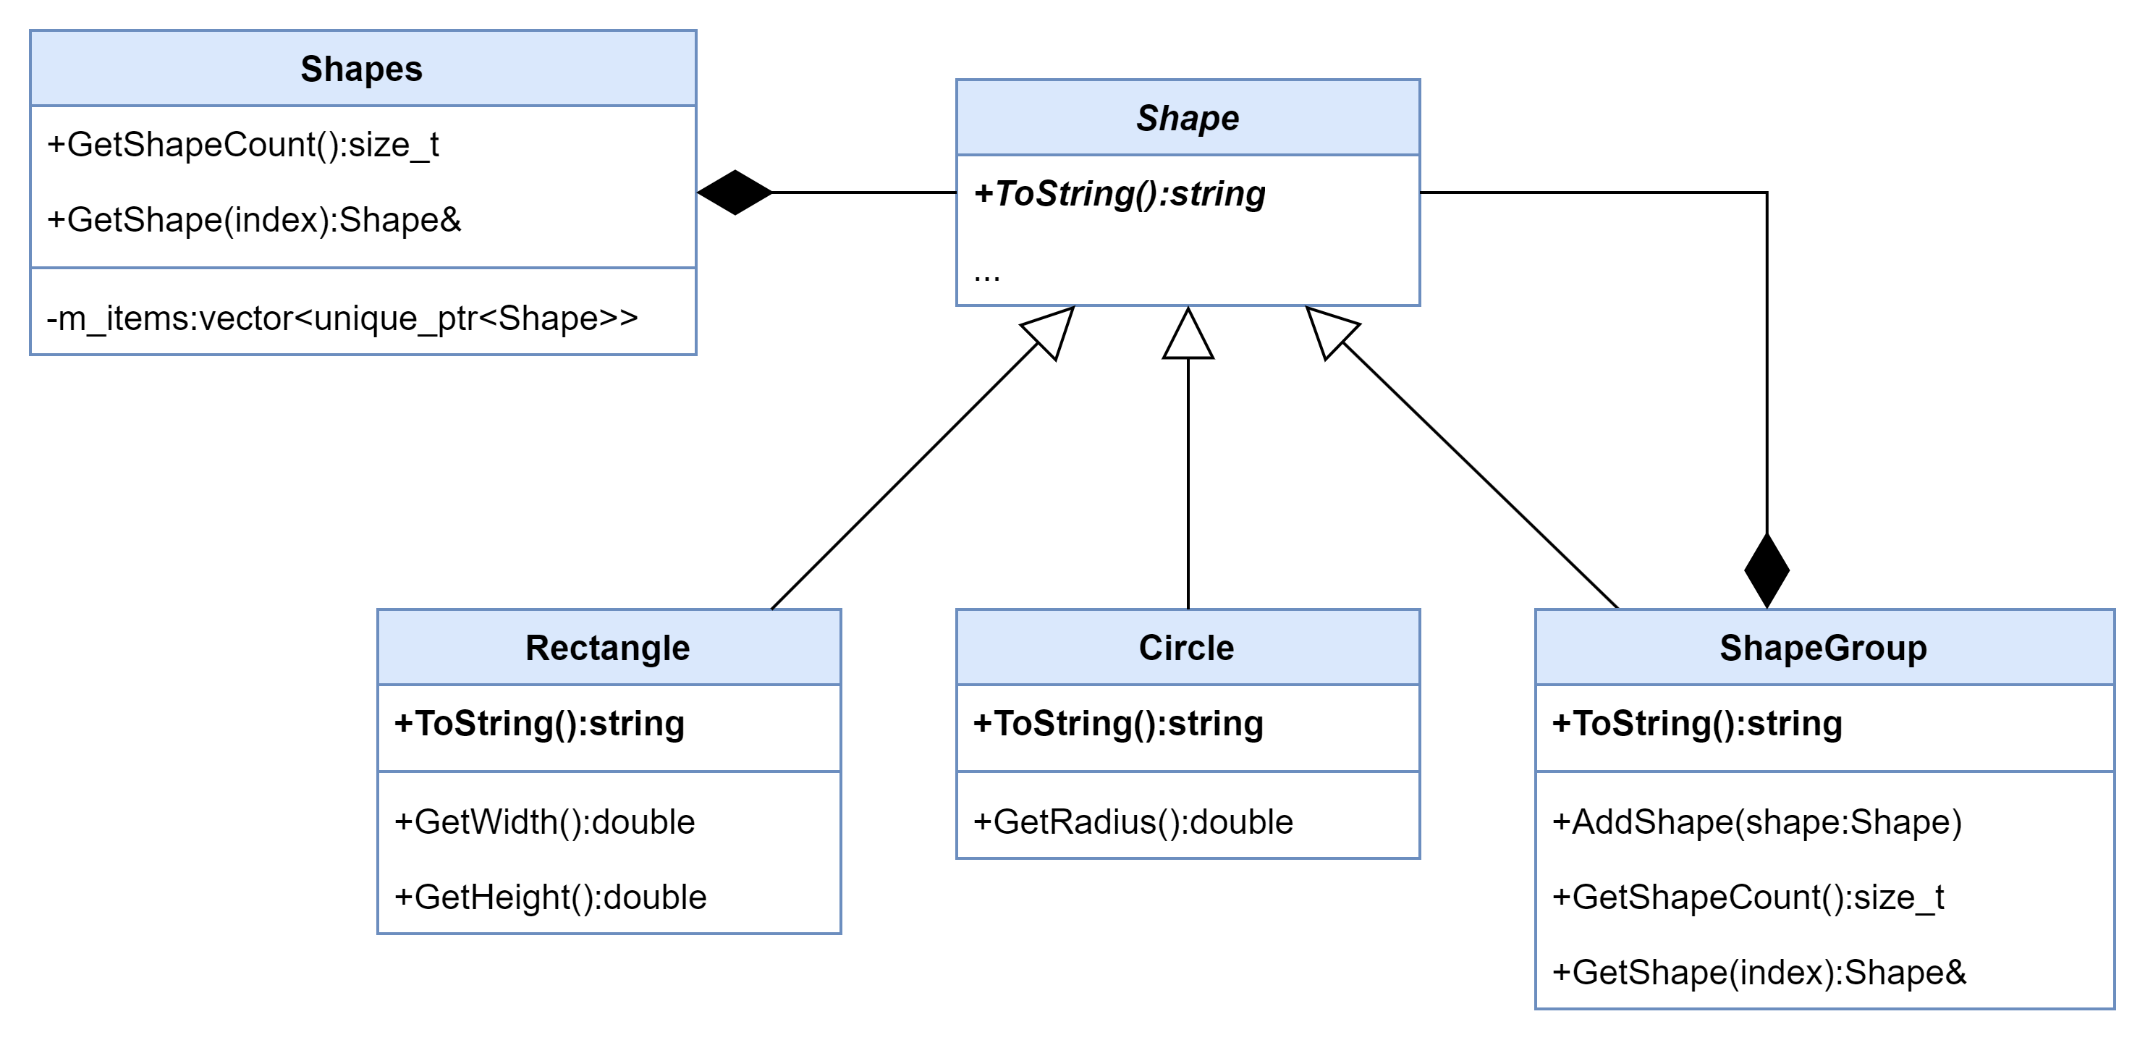 Shapes
+GetShapeCount():size_t
+GetShape(index):Shape&
-m_items:vector<unique_ptr<Shape>>
Shape
+ToString():string
...
Rectangle
+ToString():string
+GetWidth():double
+GetHeight():double
Circle
+ToString():string
+GetRadius():double
ShapeGroup
+ToString():string
+AddShape(shape:Shape)
+GetShapeCount():size_t
+GetShape(index):Shape&